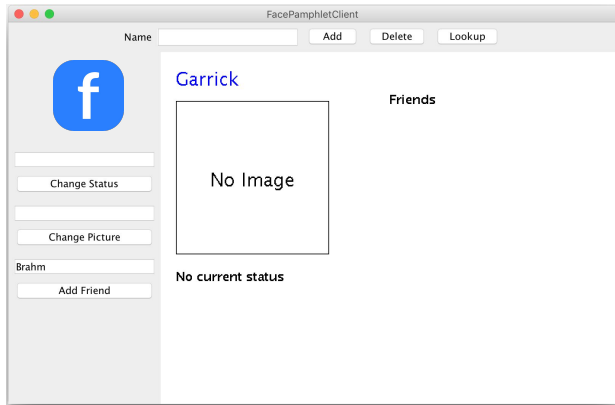 FacePamphletClient
Name Add Delete Lookup
f
Garrick
Friends
No Image
Change Status
Change Picture
No current status
Brahm
Add Friend